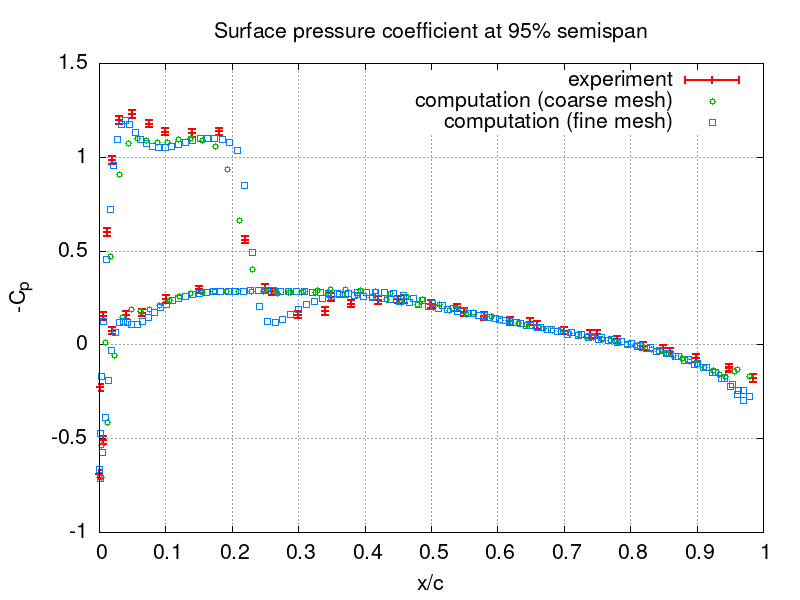 Surface pressure coefficient at 95% semispan
experiment
computation (coarse mesh)
computation (fine mesh)
1.5
1
0.5
0
-0.5
-1
-Cp
0 0.1 0.2 0.3 0.4 0.5 0.6 0.7 0.8 0.9 1
x/c